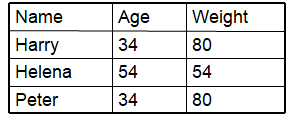 Name Age Weight
Harry 34 80
Helena 54 54
Peter 34 80